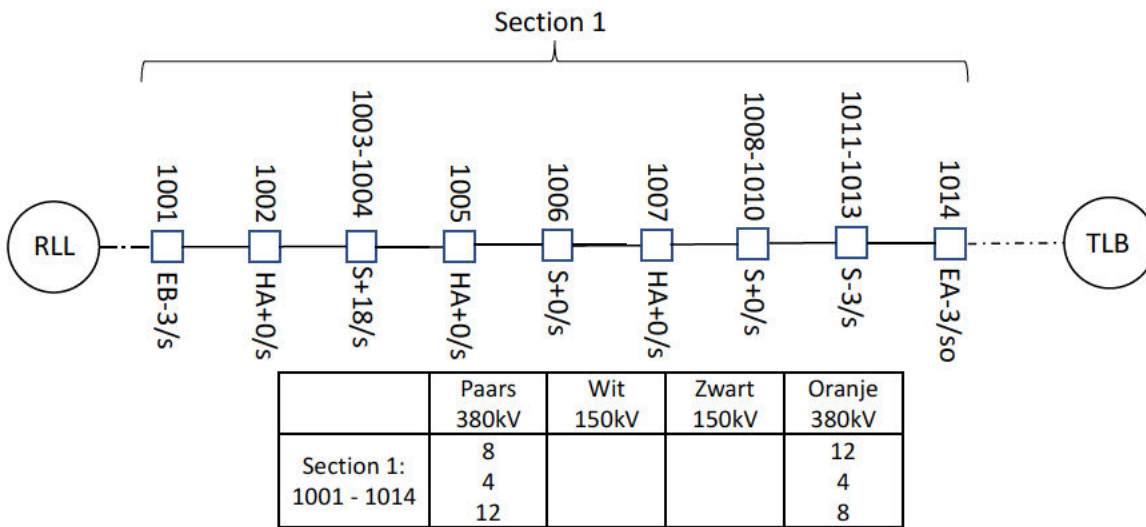 Section 1
1001
1002
1003-1004
1005
1006
1007
1008-1010
1011-1013
1014
RLL
TLB
EB-3/s
HA+0/s
S+18/s
HA+0/s
S+0/s
HA+0/s
S+0/s
S-3/s
EA-3/so
Paars Wit Zwart Oranje
380kV 150kV 150kV 380kV
8 12
Section 1:
4 4
1001 - 1014
12 8